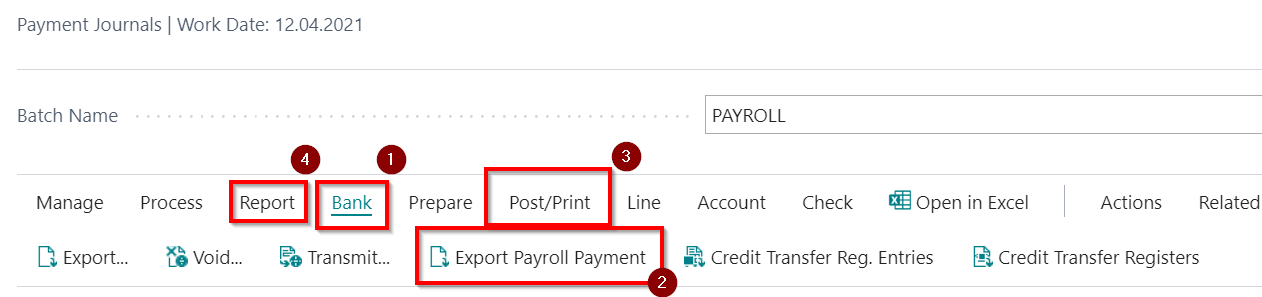 Payment Journals | Work Date: 12.04.2021
Batch Name PAYROLL
4 1 3
Manage Process Report Bank Prepare Post/Print Line Account Check Open in Excel Actions Related
Export... Void... Transmit... Export Payroll Payment Credit Transfer Reg. Entries Credit Transfer Registers
2